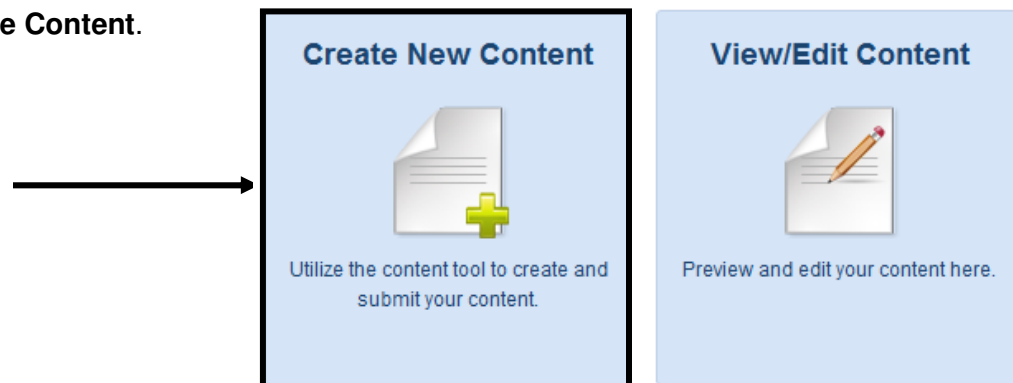 e Content.
Create New Content
Utilize the content tool to create and
submit your content.
View/Edit Content
Preview and edit your content here.